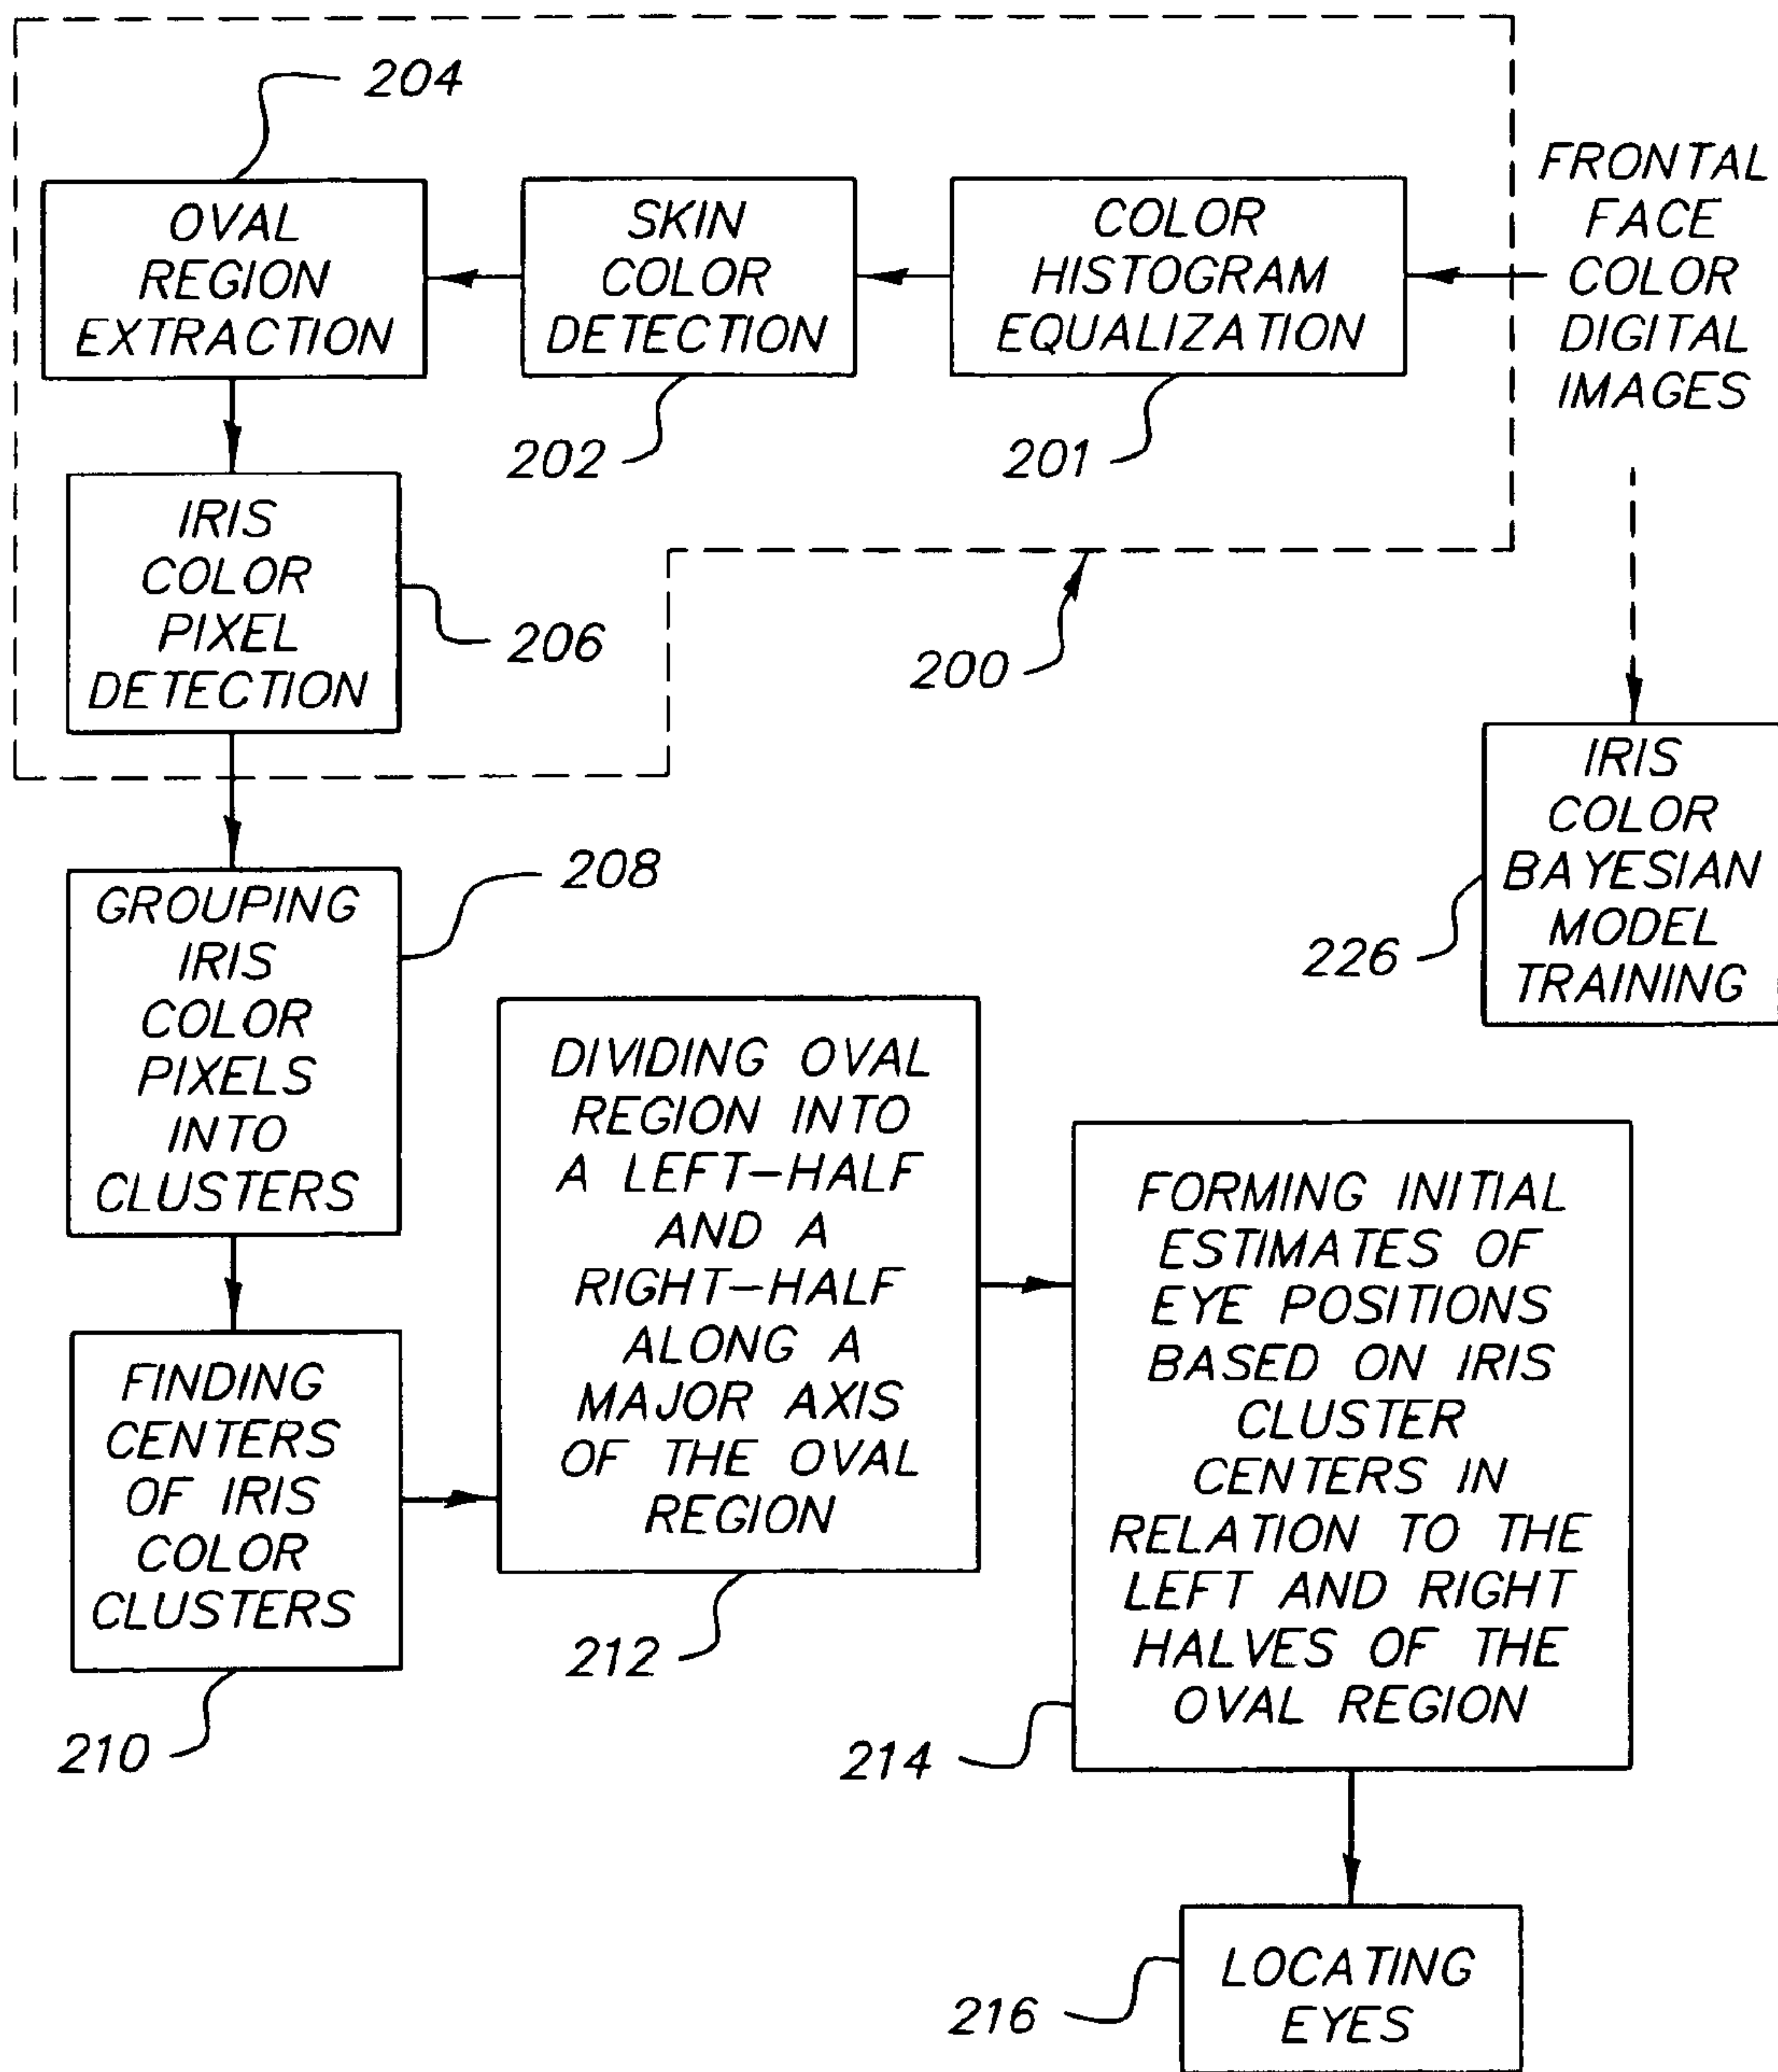 204
OVAL
REGION
EXTRACTION
SKIN
COLOR
DETECTION
COLOR
HISTOGRAM
EQUALIZATION
FRONTAL
FACE
COLOR
DIGITAL
IMAGES
202
201
IRIS
COLOR
PIXEL
DETECTION
206
200
IRIS
COLOR
BAYESIAN
MODEL
TRAINING
226
GROUPING
IRIS
COLOR
PIXELS
INTO
CLUSTERS
208
FINDING
CENTERS
OF IRIS
COLOR
CLUSTERS
210
DIVIDING OVAL
REGION INTO
A LEFT-HALF
AND A
RIGHT-HALF
ALONG A
MAJOR AXIS
OF THE OVAL
REGION
212
FORMING INITIAL
ESTIMATES OF
EYE POSITIONS
BASED ON IRIS
CLUSTER
CENTERS IN
RELATION TO THE
LEFT AND RIGHT
HALVES OF THE
OVAL REGION
214
LOCATING
EYES
216